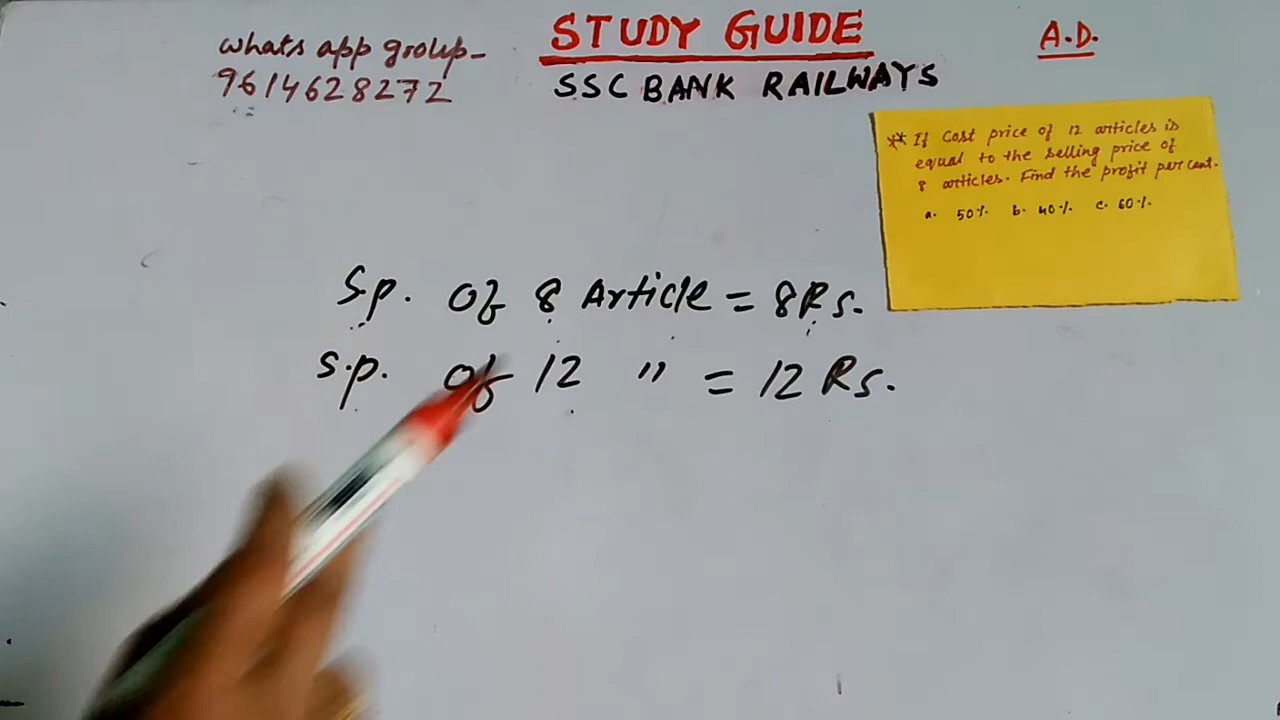 whats app group-
9614628272
STUDY GUIDE
SSC BANK RAILWAYS
A.D.
** If Cost price of 12 articles is
equal to the selling price of
8 articles. Find the profit per cent.
a. 50% b. 40% c. 60%
S.p. of 8 Article = 8Rs.
S.p. of 12 " = 12 Rs.